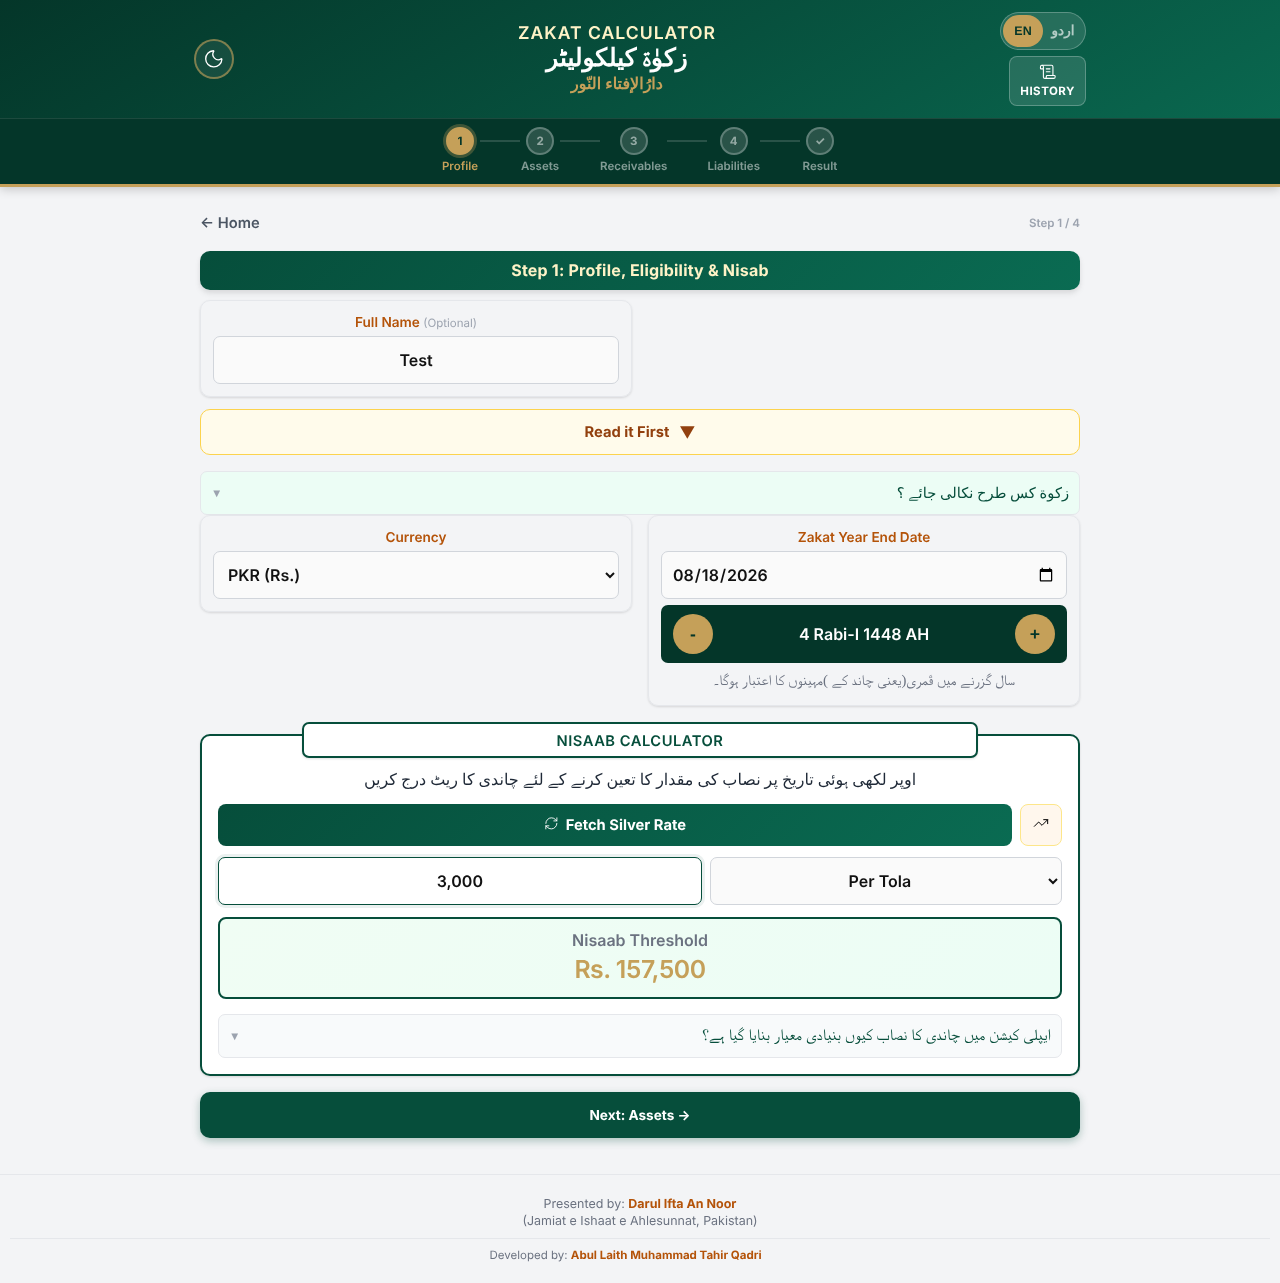 ZAKAT CALCULATOR
زکوٰۃ کیلکولیٹر
دارُالإفتاء النّور
EN اردو
HISTORY
1 2 3 4 ✓
Profile Assets Receivables Liabilities Result
← Home
Step 1 / 4
Step 1: Profile, Eligibility & Nisab
Full Name (Optional)
Test
Read it First ▼
زکوۃ کس طرح نکالی جائے ؟ ▾
Currency
PKR (Rs.)
Zakat Year End Date
08/18/2026
- 4 Rabi-I 1448 AH +
سال گزرنے میں قمری(یعنی چاند کے )مہینوں کا اعتبار ہوگا۔
NISAAB CALCULATOR
اوپر لکھی ہوئی تاریخ پر نصاب کی مقدار کا تعین کرنے کے لئے چاندی کا ریٹ درج کریں
Fetch Silver Rate
3,000
Per Tola
Nisaab Threshold
Rs. 157,500
ایپلی کیشن میں چاندی کا نصاب کیوں بنیادی معیار بنایا گیا ہے؟ ▾
Next: Assets →
Presented by: Darul Ifta An Noor
(Jamiat e Ishaat e Ahlesunnat, Pakistan)
Developed by: Abul Laith Muhammad Tahir Qadri